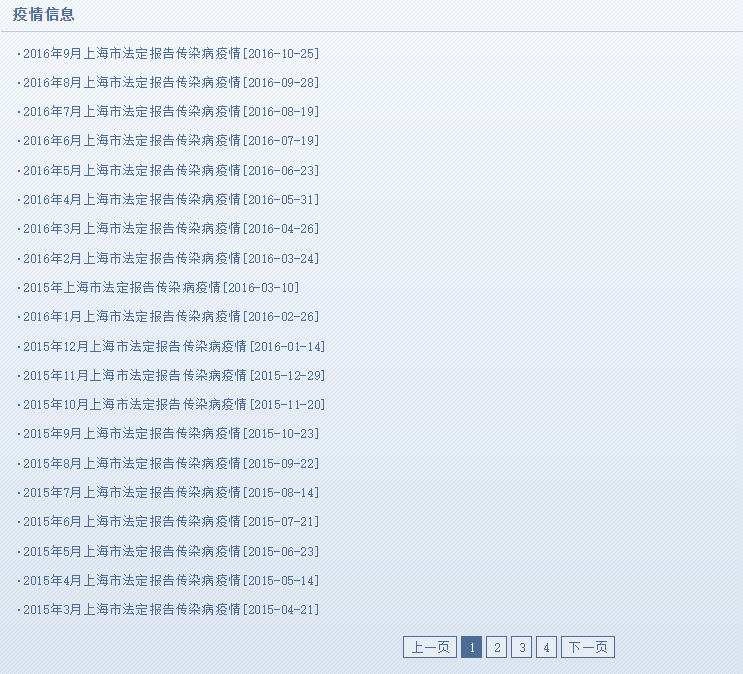 疫情信息
·2016年9月上海市法定报告传染病疫情[2016-10-25]
·2016年8月上海市法定报告传染病疫情[2016-09-28]
·2016年7月上海市法定报告传染病疫情[2016-08-19]
·2016年6月上海市法定报告传染病疫情[2016-07-19]
·2016年5月上海市法定报告传染病疫情[2016-06-23]
·2016年4月上海市法定报告传染病疫情[2016-05-31]
·2016年3月上海市法定报告传染病疫情[2016-04-26]
·2016年2月上海市法定报告传染病疫情[2016-03-24]
·2015年上海市法定报告传染病疫情[2016-03-10]
·2016年1月上海市法定报告传染病疫情[2016-02-26]
·2015年12月上海市法定报告传染病疫情[2016-01-14]
·2015年11月上海市法定报告传染病疫情[2015-12-29]
·2015年10月上海市法定报告传染病疫情[2015-11-20]
·2015年9月上海市法定报告传染病疫情[2015-10-23]
·2015年8月上海市法定报告传染病疫情[2015-09-22]
·2015年7月上海市法定报告传染病疫情[2015-08-14]
·2015年6月上海市法定报告传染病疫情[2015-07-21]
·2015年5月上海市法定报告传染病疫情[2015-06-23]
·2015年4月上海市法定报告传染病疫情[2015-05-14]
·2015年3月上海市法定报告传染病疫情[2015-04-21]
上一页 1 2 3 4 下一页